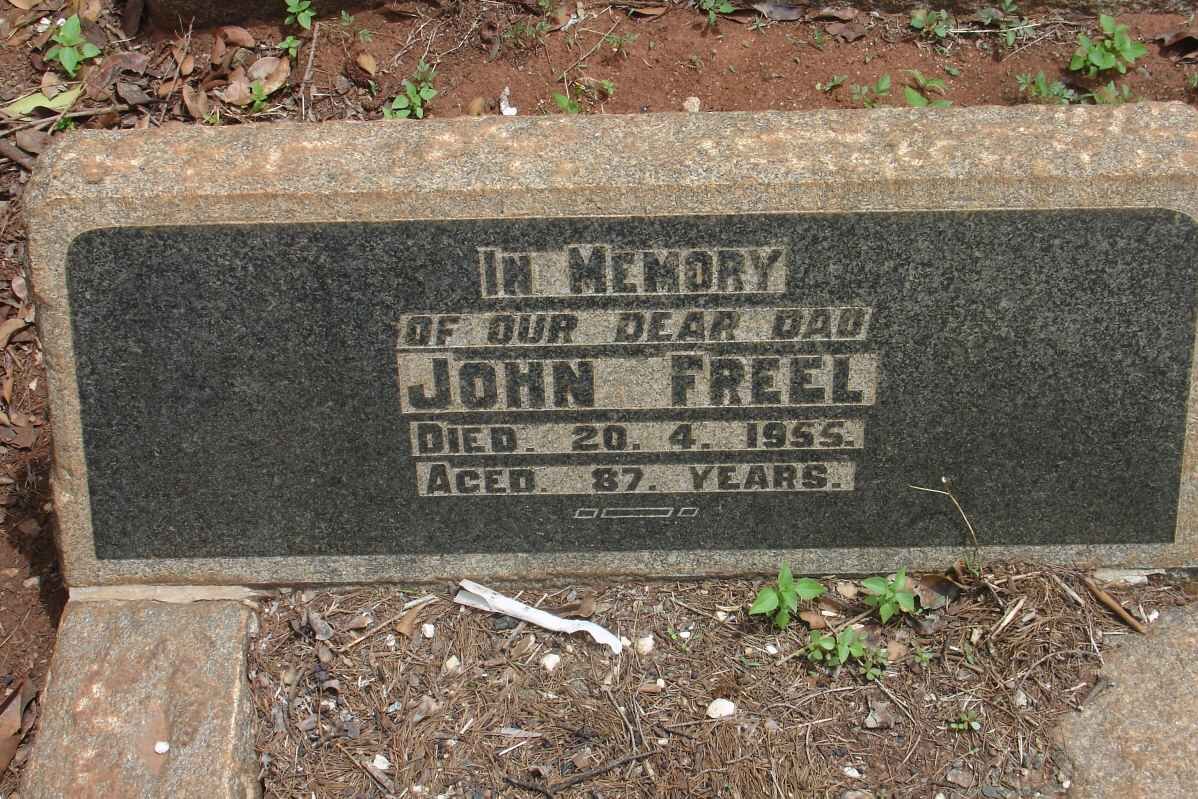 IN MEMORY
OF OUR DEAR DAD
JOHN FREEL
DIED. 20. 4. 1955.
AGED. 87. YEARS.